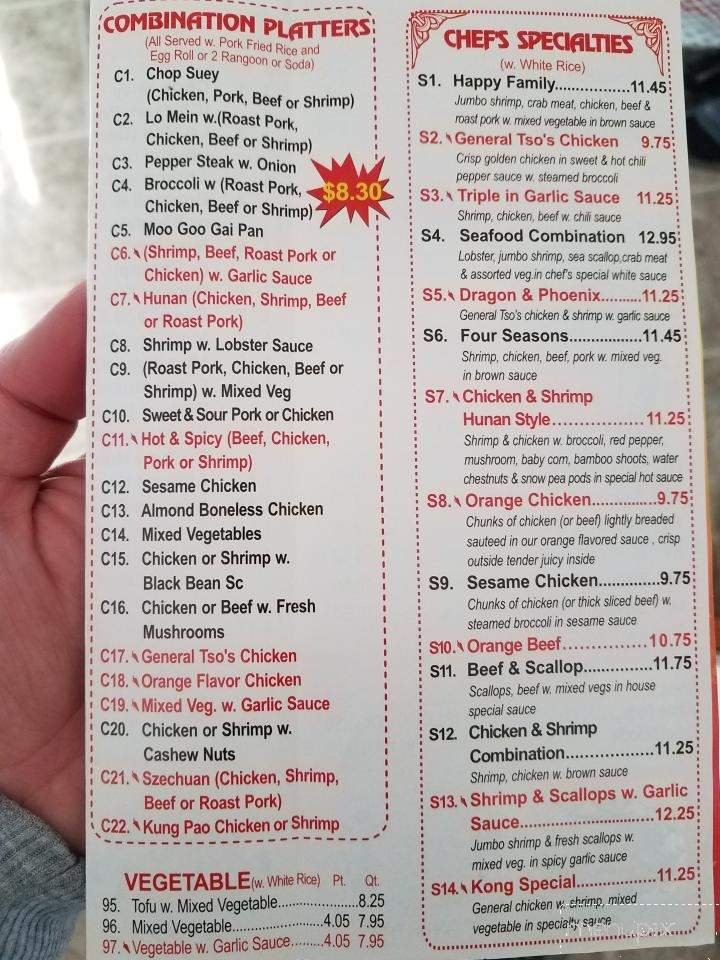 COMBINATION PLATTERS
(All Served w. Pork Fried Rice and
Egg Roll or 2 Rangoon or Soda)
C1. Chop Suey
(Chicken, Pork, Beef or Shrimp)
C2. Lo Mein w.(Roast Pork,
Chicken, Beef or Shrimp)
C3. Pepper Steak w. Onion
C4. Broccoli w (Roast Pork,
Chicken, Beef or Shrimp)
$8.30
C5. Moo Goo Gai Pan
C6. (Shrimp, Beef, Roast Pork or
Chicken) w. Garlic Sauce
C7. Hunan (Chicken, Shrimp, Beef
or Roast Pork)
C8. Shrimp w. Lobster Sauce
C9. (Roast Pork, Chicken, Beef or
Shrimp) w. Mixed Veg
C10. Sweet & Sour Pork or Chicken
C11. Hot & Spicy (Beef, Chicken,
Pork or Shrimp)
C12. Sesame Chicken
C13. Almond Boneless Chicken
C14. Mixed Vegetables
C15. Chicken or Shrimp w.
Black Bean Sc
C16. Chicken or Beef w. Fresh
Mushrooms
C17. General Tso's Chicken
C18. Orange Flavor Chicken
C19. Mixed Veg. w. Garlic Sauce
C20. Chicken or Shrimp w.
Cashew Nuts
C21. Szechuan (Chicken, Shrimp,
Beef or Roast Pork)
C22. Kung Pao Chicken or Shrimp
VEGETABLE (w. White Rice) Pt. Qt.
95. Tofu w. Mixed Vegetable..................8.25
96. Mixed Vegetable....................4.05 7.95
97. Vegetable w. Garlic Sauce........4.05 7.95
CHEF'S SPECIALTIES
(w. White Rice)
S1. Happy Family.................11.45
Jumbo shrimp, crab meat, chicken, beef &
roast pork w. mixed vegetable in brown sauce
S2. General Tso's Chicken 9.75
Crisp golden chicken in sweet & hot chili
pepper sauce w. steamed broccoli
S3. Triple in Garlic Sauce 11.25
Shrimp, chicken, beef w. chili sauce
S4. Seafood Combination 12.95
Lobster, jumbo shrimp, sea scallop,crab meat
& assorted veg.in chef's special white sauce
S5. Dragon & Phoenix..........11.25
General Tso's chicken & shrimp w. garlic sauce
S6. Four Seasons.................11.45
Shrimp, chicken, beef, pork w. mixed veg.
in brown sauce
S7. Chicken & Shrimp
Hunan Style................11.25
Shrimp & chicken w. broccoli, red pepper,
mushroom, baby corn, bamboo shoots, water
chestnuts & snow pea pods in special hot sauce
S8. Orange Chicken...............9.75
Chunks of chicken (or beef) lightly breaded
sauteed in our orange flavored sauce , crisp
outside tender juicy inside
S9. Sesame Chicken..............9.75
Chunks of chicken (or thick sliced beef) w.
steamed broccoli in sesame sauce
S10. Orange Beef................10.75
S11. Beef & Scallop................11.75
Scallops, beef w. mixed vegs in house
special sauce
S12. Chicken & Shrimp
Combination....................11.25
Shrimp, chicken w. brown sauce
S13. Shrimp & Scallops w. Garlic
Sauce..............................12.25
Jumbo shrimp & fresh scallops w.
mixed veg. in spicy garlic sauce
S14. Kong Special..................11.25
General chicken w. shrimp, mixed
vegetable in specialty sauce